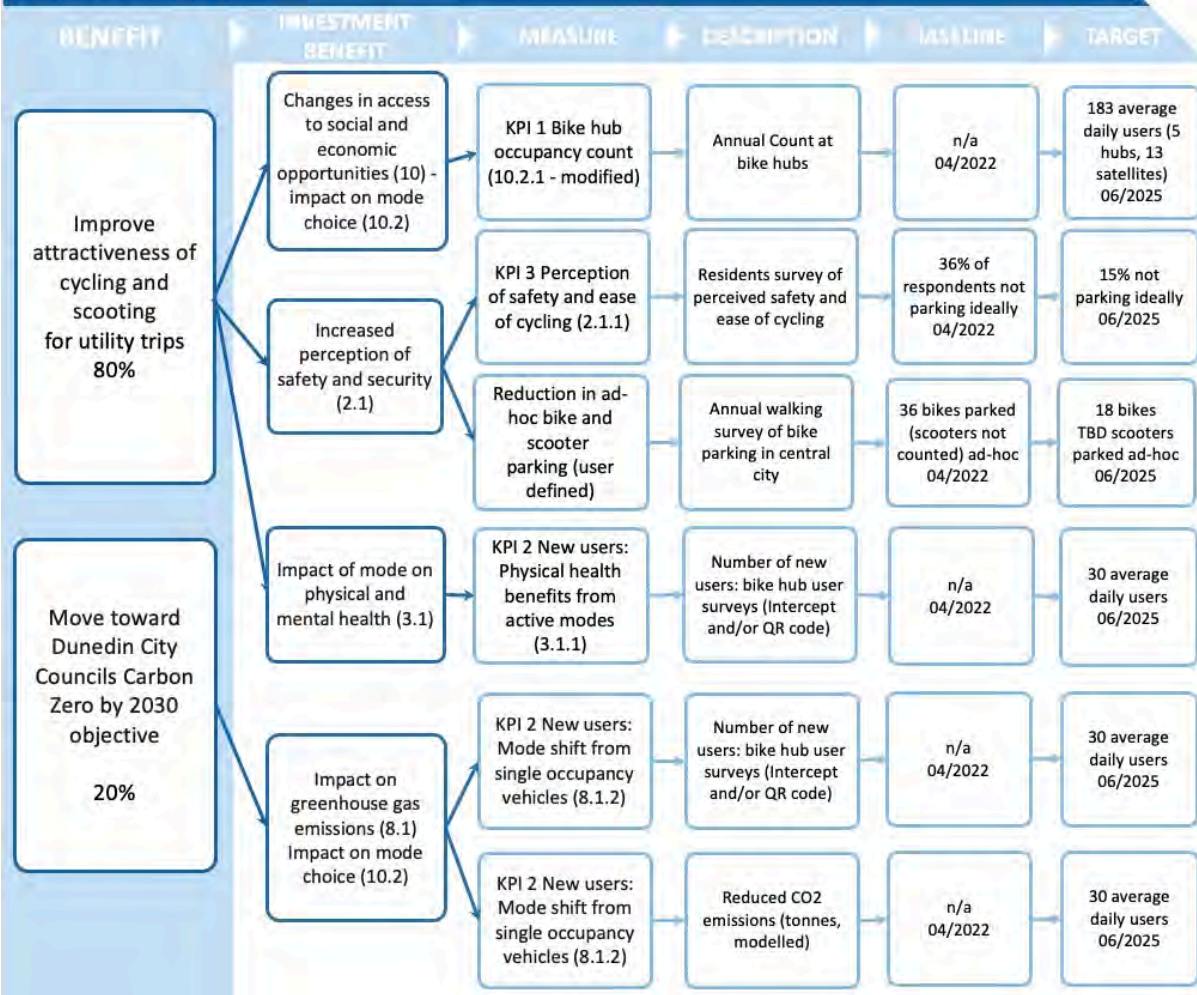 BENEFIT
INVESTMENT
BENEFIT
MEASURE
DESCRIPTION
BASELINE
TARGET
Improve
attractiveness of
cycling and
scooting
for utility trips
80%
Changes in access
to social and
economic
opportunities (10) -
impact on mode
choice (10.2)
KPI 1 Bike hub
occupancy count
(10.2.1 - modified)
Annual Count at
bike hubs
n/a
04/2022
183 average
daily users (5
hubs, 13
satellites)
06/2025
Increased
perception of
safety and security
(2.1)
KPI 3 Perception
of safety and ease
of cycling (2.1.1)
Residents survey of
perceived safety and
ease of cycling
36% of
respondents not
parking ideally
04/2022
15% not
parking ideally
06/2025
Reduction in ad-
hoc bike and
scooter
parking (user
defined)
Annual walking
survey of bike
parking in central
city
36 bikes parked
(scooters not
counted) ad-hoc
04/2022
18 bikes
TBD scooters
parked ad-hoc
06/2025
Impact of mode on
physical and
mental health (3.1)
KPI 2 New users:
Physical health
benefits from
active modes
(3.1.1)
Number of new
users: bike hub user
surveys (Intercept
and/or QR code)
n/a
04/2022
30 average
daily users
06/2025
Move toward
Dunedin City
Councils Carbon
Zero by 2030
objective
20%
Impact on
greenhouse gas
emissions (8.1)
Impact on mode
choice (10.2)
KPI 2 New users:
Mode shift from
single occupancy
vehicles (8.1.2)
Number of new
users: bike hub user
surveys (Intercept
and/or QR code)
n/a
04/2022
30 average
daily users
06/2025
KPI 2 New users:
Mode shift from
single occupancy
vehicles (8.1.2)
Reduced CO2
emissions (tonnes,
modelled)
n/a
04/2022
30 average
daily users
06/2025